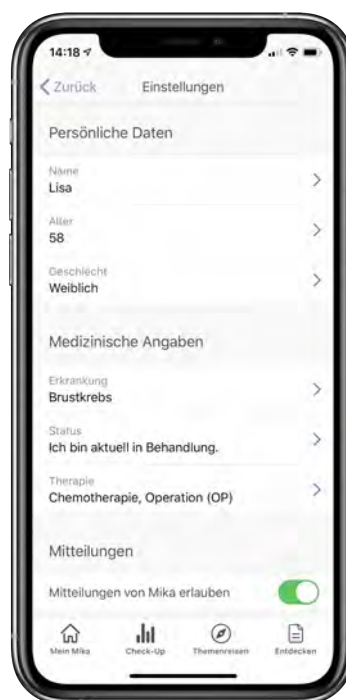 14:18
Zurück Einstellungen
Persönliche Daten
Name
Lisa
Alter
58
Geschlecht
Weiblich
Medizinische Angaben
Erkrankung
Brustkrebs
Status
Ich bin aktuell in Behandlung.
Therapie
Chemotherapie, Operation (OP)
Mitteilungen
Mitteilungen von Mika erlauben
Mein Mika Check-Up Themenreisen Entdecken